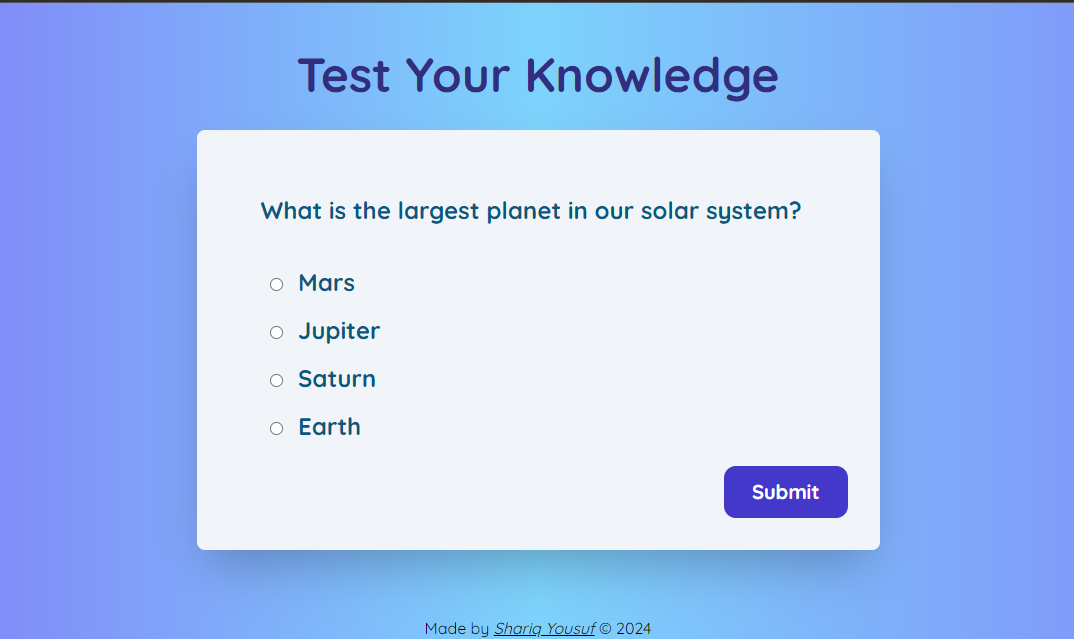 Test Your Knowledge
What is the largest planet in our solar system?
Mars
Jupiter
Saturn
Earth
Submit
Made by Shariq Yousuf © 2024